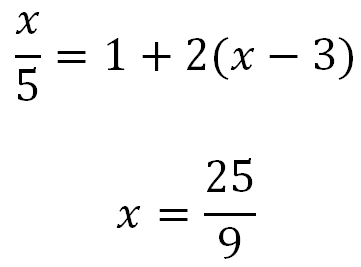 x/5 = 1 + 2(x − 3)
x = 25/9